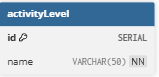 activityLevel
id SERIAL
name VARCHAR(50) NN